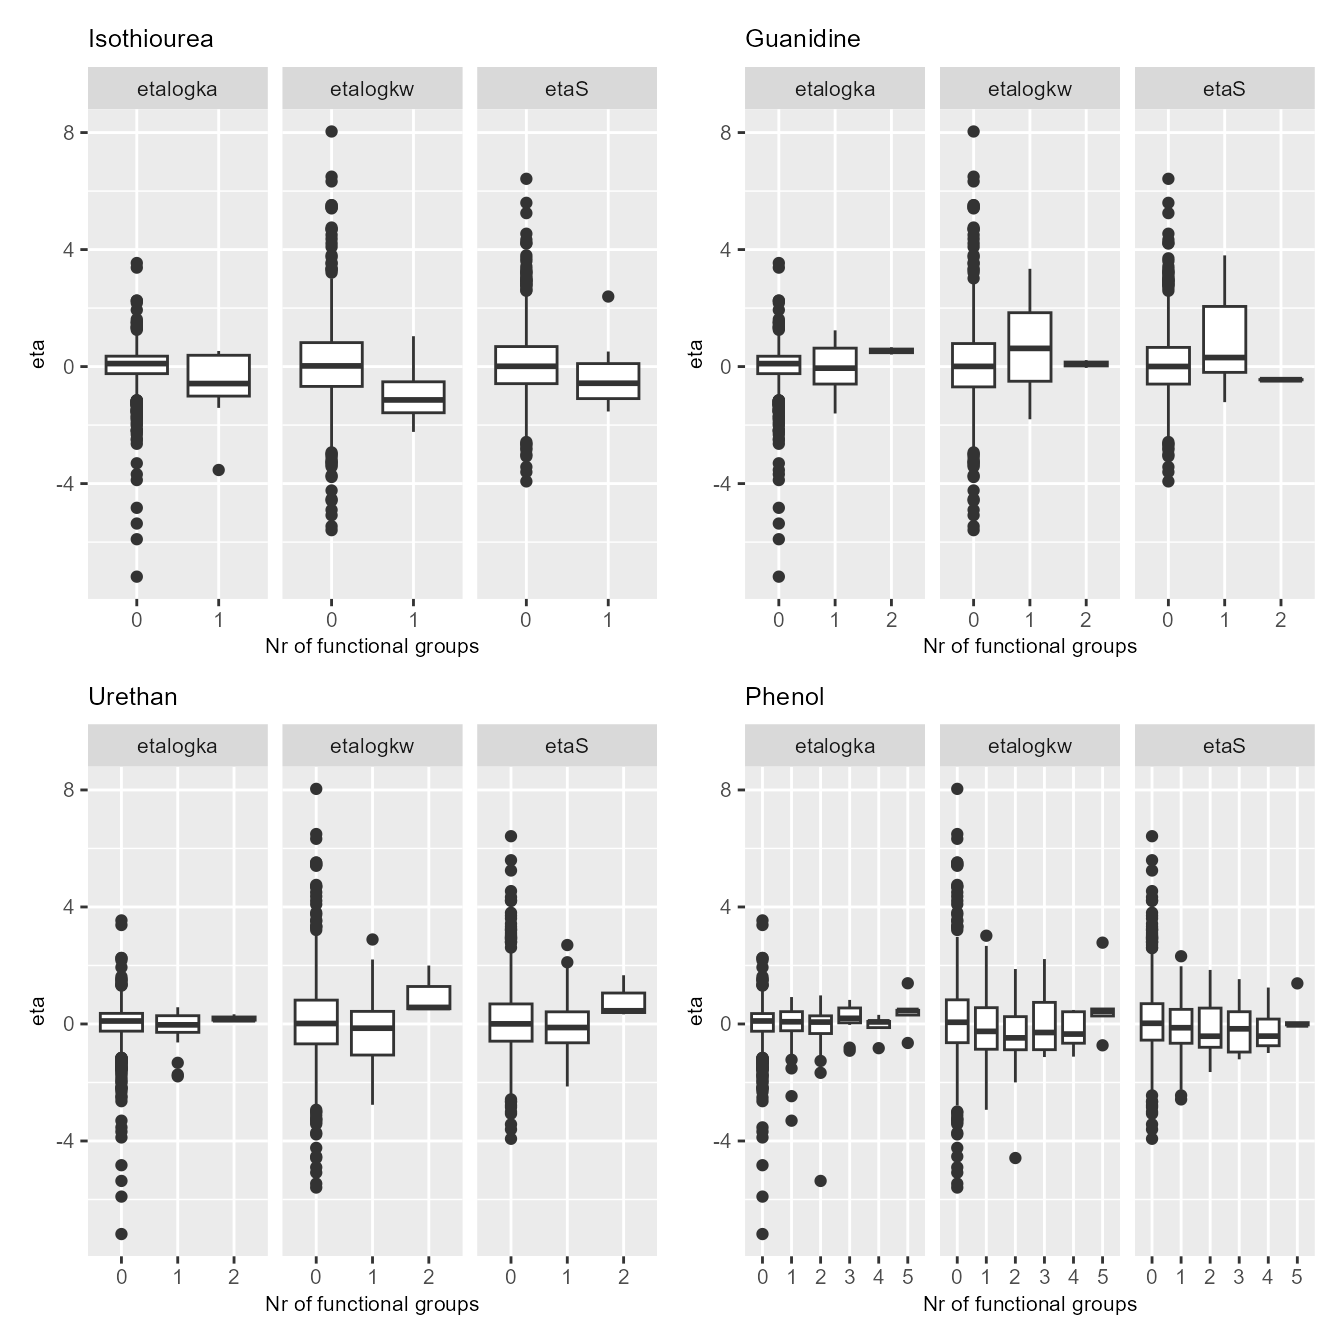 Isothiourea
etalogka etalogkw etaS
8
4
0
-4
eta
0 1 0 1 0 1
Nr of functional groups
Guanidine
etalogka etalogkw etaS
8
4
0
-4
eta
0 1 2 0 1 2 0 1 2
Nr of functional groups
Urethan
etalogka etalogkw etaS
8
4
0
-4
eta
0 1 2 0 1 2 0 1 2
Nr of functional groups
Phenol
etalogka etalogkw etaS
8
4
0
-4
eta
0 1 2 3 4 5 0 1 2 3 4 5 0 1 2 3 4 5
Nr of functional groups